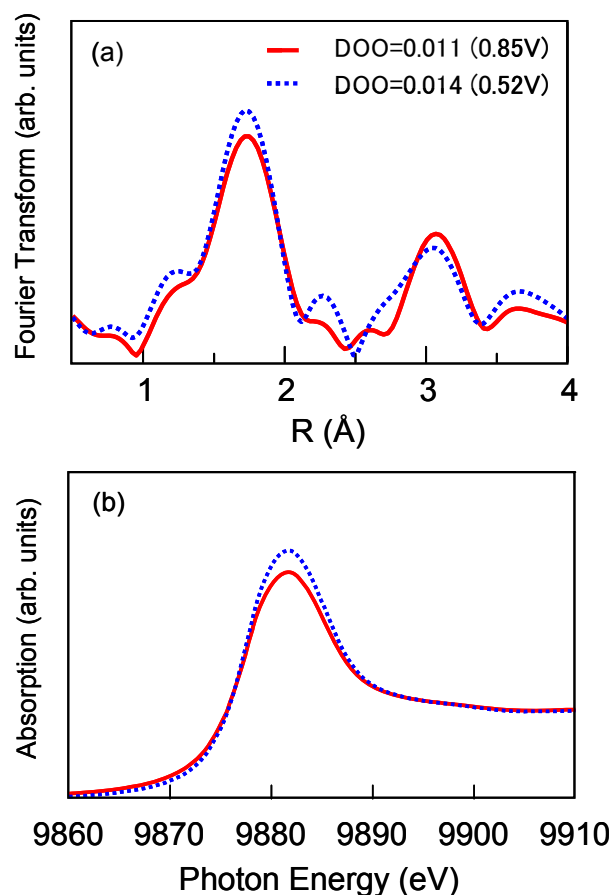 (a)
DOO=0.011 (0.85V)
DOO=0.014 (0.52V)
Fourier Transform (arb. units)
1 2 3 4
R (Å)
(b)
Absorption (arb. units)
9860 9870 9880 9890 9900 9910
Photon Energy (eV)